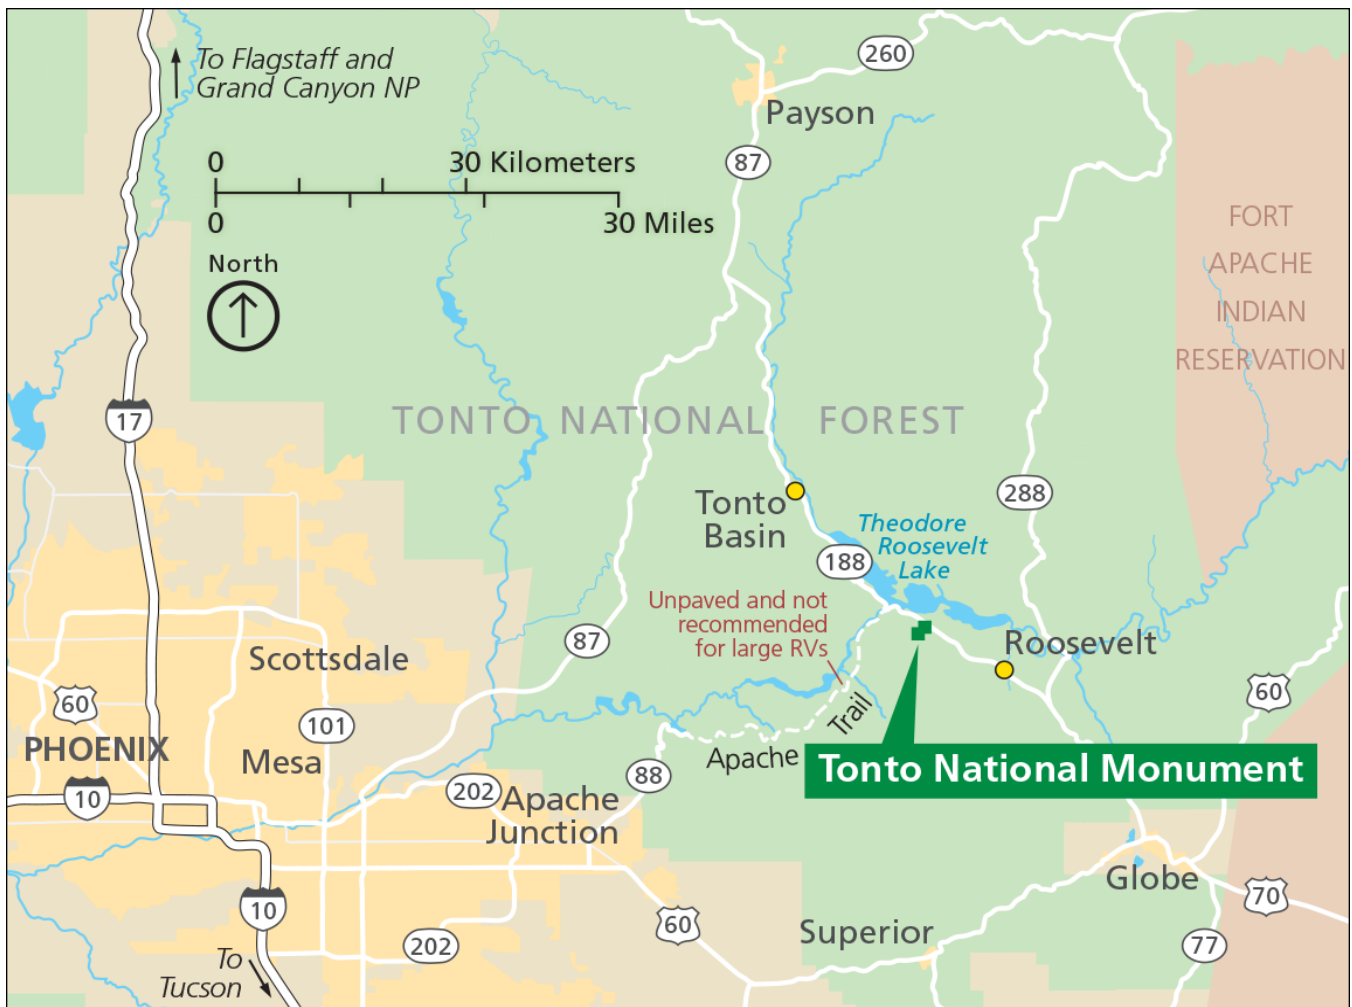 To Flagstaff and
Grand Canyon NP
260
Payson
0
30 Kilometers
87
0
30 Miles
North
FORT
APACHE
INDIAN
RESERVATION
17
TONTO NATIONAL FOREST
Tonto
Basin
288
Theodore
Roosevelt
Lake
188
Unpaved and not
recommended
for large RVs
87
Roosevelt
Scottsdale
60
60
101
Trail
PHOENIX
Mesa
Apache
Tonto National Monument
88
10
202
Apache
Junction
Globe
70
10
60
Superior
202
77
To
Tucson